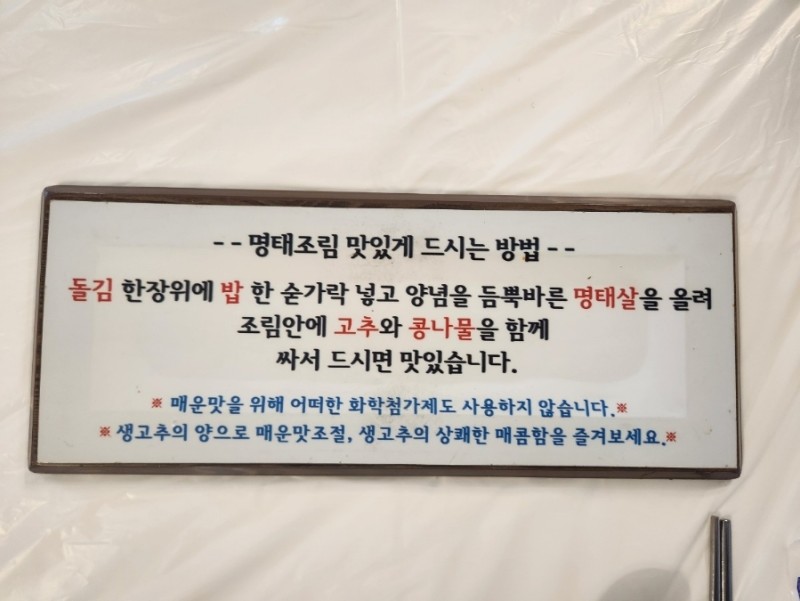 -- 명태조림 맛있게 드시는 방법 --
돌김 한장위에 밥 한 숟가락 넣고 양념을 듬뿍바른 명태살을 올려
조림안에 고추와 콩나물을 함께
싸서 드시면 맛있습니다.
※ 매운맛을 위해 어떠한 화학첨가제도 사용하지 않습니다.※
※ 생고추의 양으로 매운맛조절, 생고추의 상쾌한 매콤함을 즐겨보세요.※